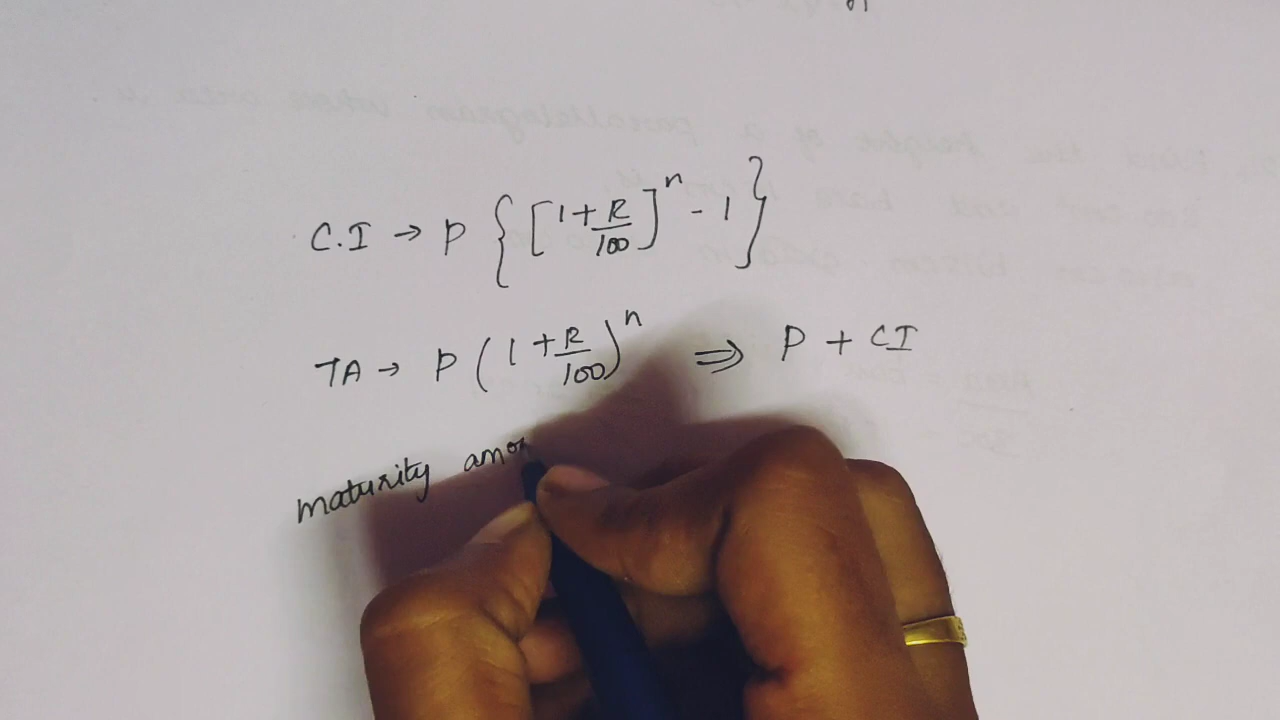 C.I → P { [1 + R/100]^n - 1 }
TA → P (1 + R/100)^n ⇒ P + CI
maturity amo